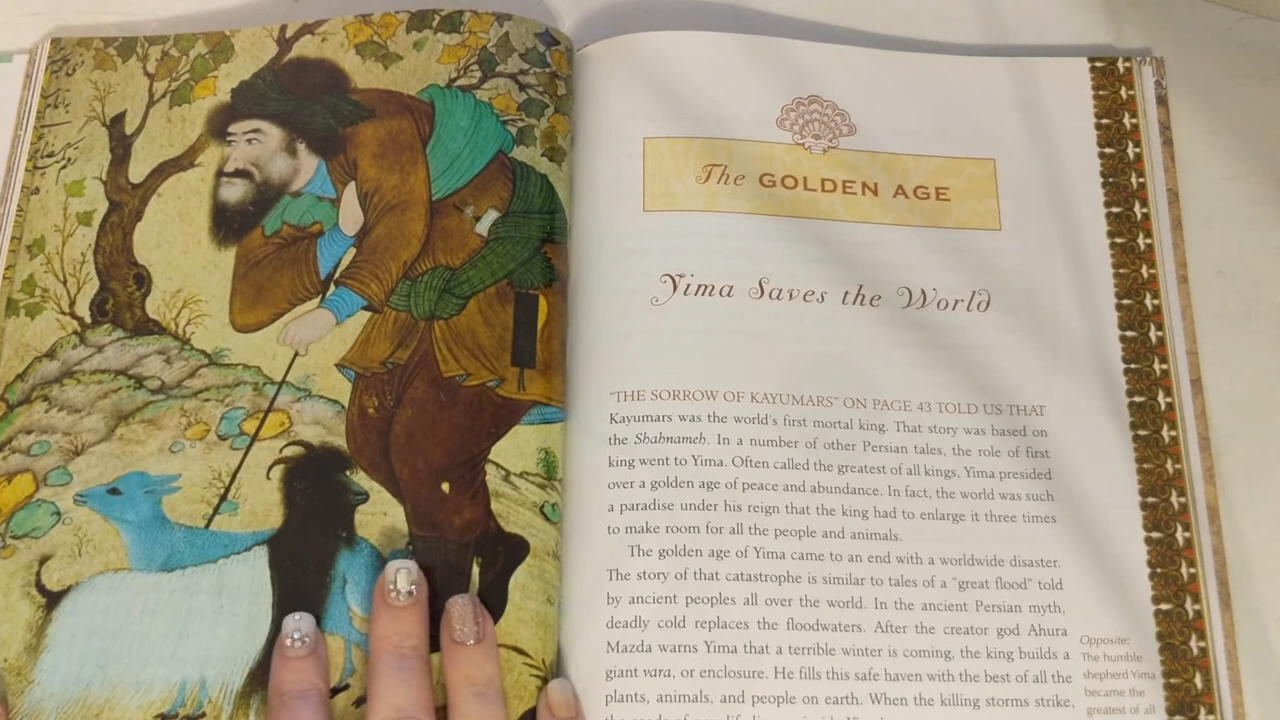 The GOLDEN AGE
Yima Saves the World
"THE SORROW OF KAYUMARS" ON PAGE 43 TOLD US THAT
Kayumars was the world's first mortal king. That story was based on
the Shahnameh. In a number of other Persian tales, the role of first
king went to Yima. Often called the greatest of all kings, Yima presided
over a golden age of peace and abundance. In fact, the world was such
a paradise under his reign that the king had to enlarge it three times
to make room for all the people and animals.
The golden age of Yima came to an end with a worldwide disaster.
The story of that catastrophe is similar to tales of a "great flood" told
by ancient peoples all over the world. In the ancient Persian myth,
deadly cold replaces the floodwaters. After the creator god Ahura
Mazda warns Yima that a terrible winter is coming, the king builds a
giant vara, or enclosure. He fills this safe haven with the best of all the
plants, animals, and people on earth. When the killing storms strike,
Opposite:
The humble
shepherd Yima
became the
greatest of all